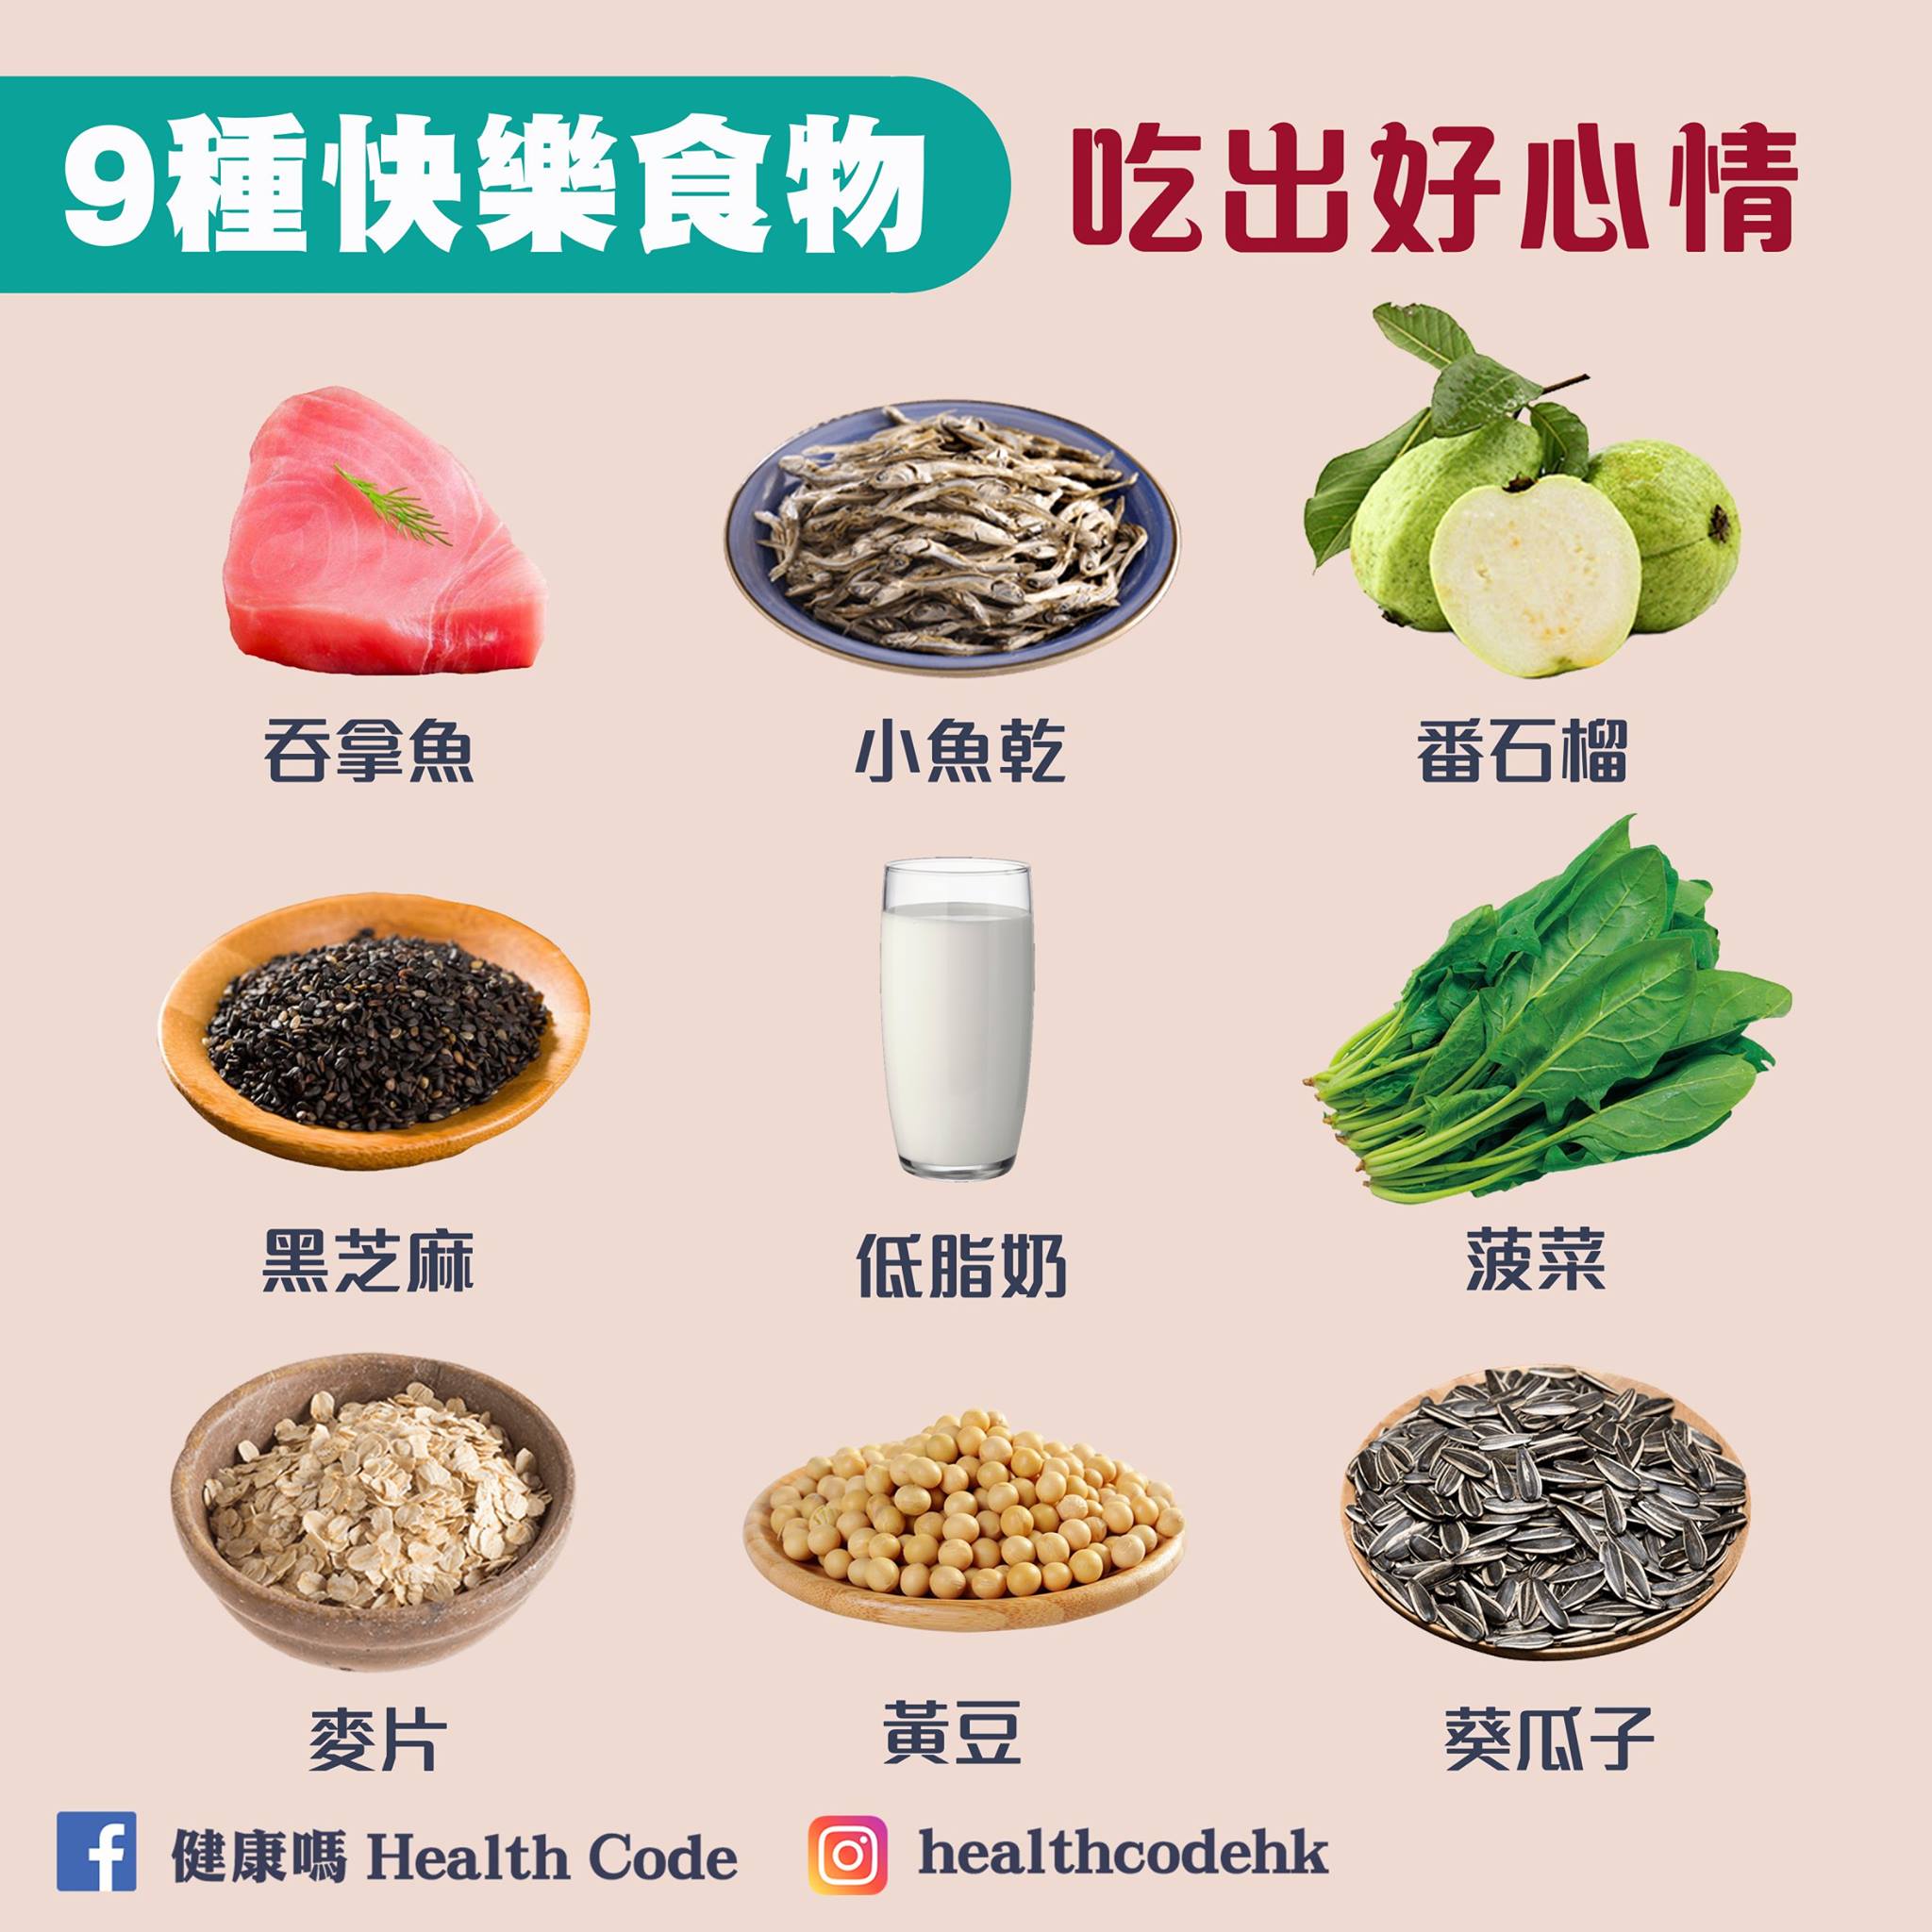 9種快樂食物 吃出好心情
吞拿魚 小魚乾 番石榴
黑芝麻 低脂奶 菠菜
麥片 黃豆 葵瓜子
健康嗎 Health Code healthcodehk